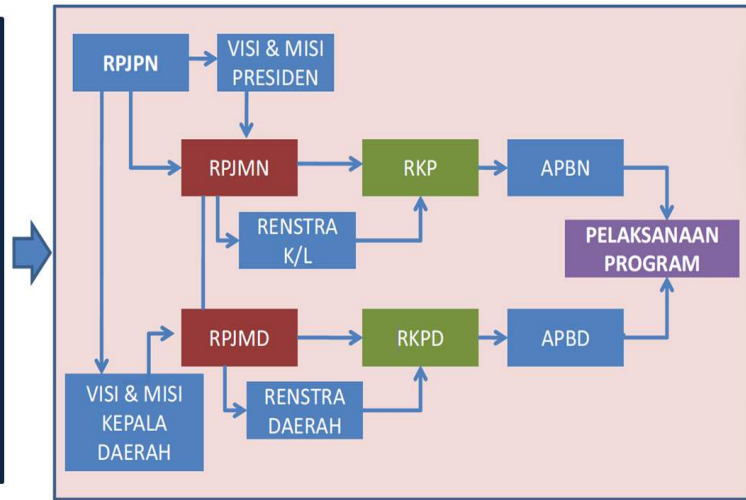 RPJPN
VISI & MISI
PRESIDEN
RPJMN
RKP
APBN
RENSTRA
K/L
PELAKSANAAN
PROGRAM
RPJMD
RKPD
APBD
VISI & MISI
KEPALA
DAERAH
RENSTRA
DAERAH